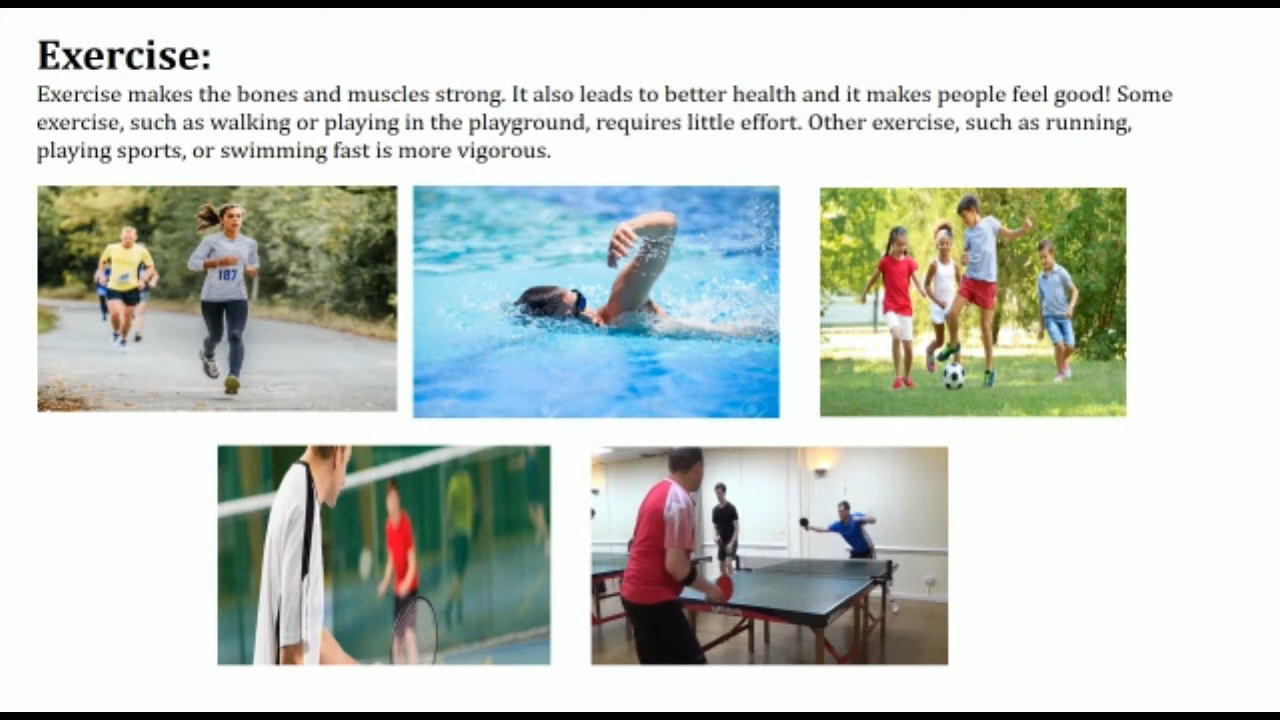 Exercise:
Exercise makes the bones and muscles strong. It also leads to better health and it makes people feel good! Some
exercise, such as walking or playing in the playground, requires little effort. Other exercise, such as running,
playing sports, or swimming fast is more vigorous.
187